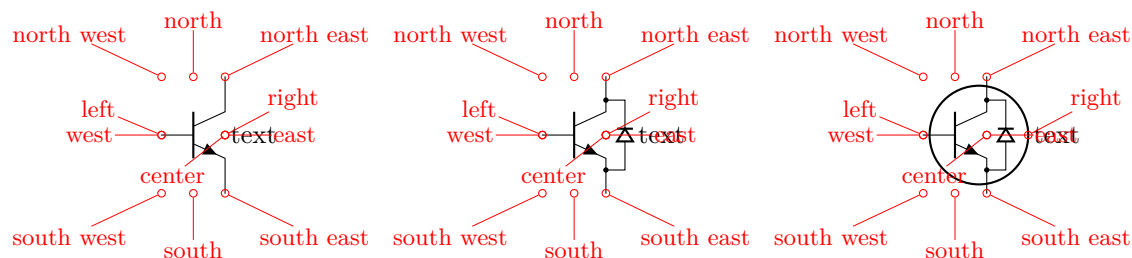 north north north
north west north east north west north east north west north east
left right left right left right
west text east west text east west text east
center center center
south west south east south west south east south west south east
south south south